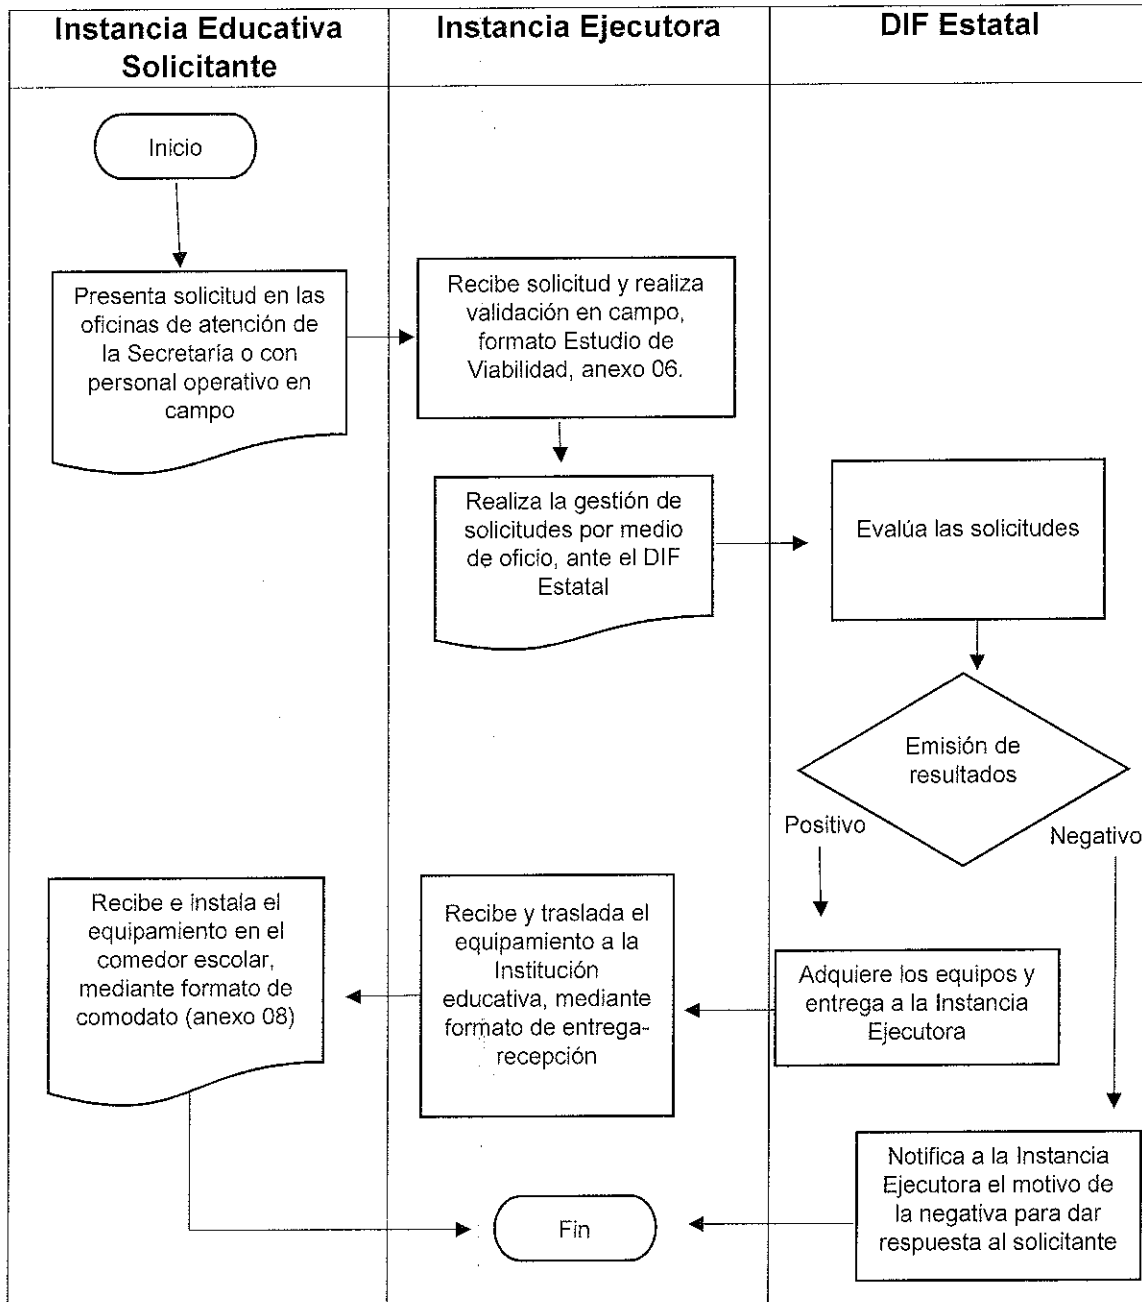 Instancia Educativa
Solicitante
Instancia Ejecutora
DIF Estatal
Inicio
Presenta solicitud en las
oficinas de atención de
la Secretaría o con
personal operativo en
campo
Recibe solicitud y realiza
validación en campo,
formato Estudio de
Viabilidad, anexo 06.
Realiza la gestión de
solicitudes por medio
de oficio, ante el DIF
Estatal
Evalúa las solicitudes
Emisión de
resultados
Positivo
Negativo
Adquiere los equipos y
entrega a la Instancia
Ejecutora
Recibe y traslada el
equipamiento a la
Institución
educativa, mediante
formato de entrega-
recepción
Recibe e instala el
equipamiento en el
comedor escolar,
mediante formato de
comodato (anexo 08)
Notifica a la Instancia
Ejecutora el motivo de
la negativa para dar
respuesta al solicitante
Fin